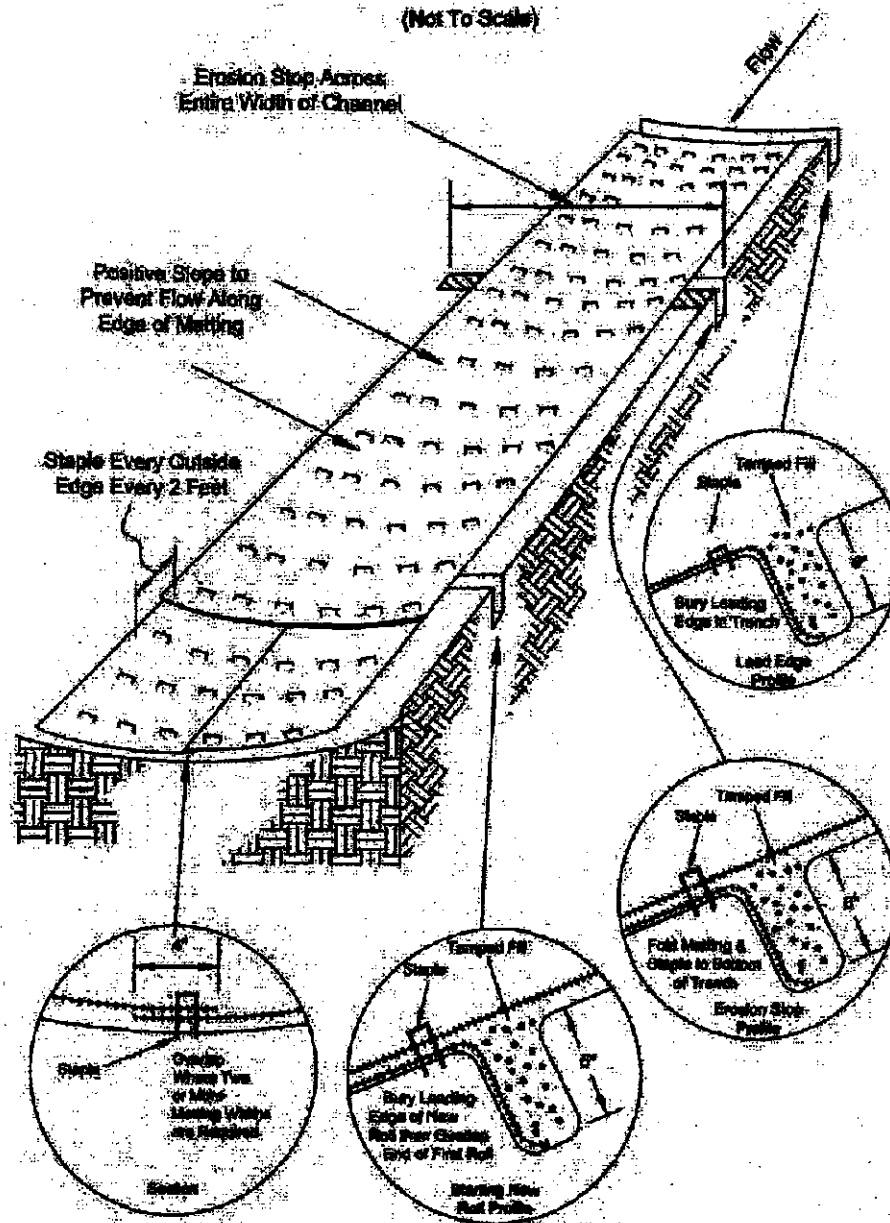 (Not To Scale)
Flow
Erosion Stop Across
Entire Width of Channel
Positive Slope to
Prevent Flow Along
Edge of Matting
Staple Every Outside
Edge Every 2 Feet
Tamped Fill
Staple
Bury Leading
Edge in Trench
Lead Edge
Profile
Tamped Fill
Staple
Fold Matting &
Staple to Bottom
of Trench
Erosion Stop
Profile
4"
Staple
Overlap
Where Two
or More
Matting Widths
are Required
Section
Tamped Fill
Staple
Bury Leading
Edge of New
Roll
End of First Roll
Starting New
Roll Profile